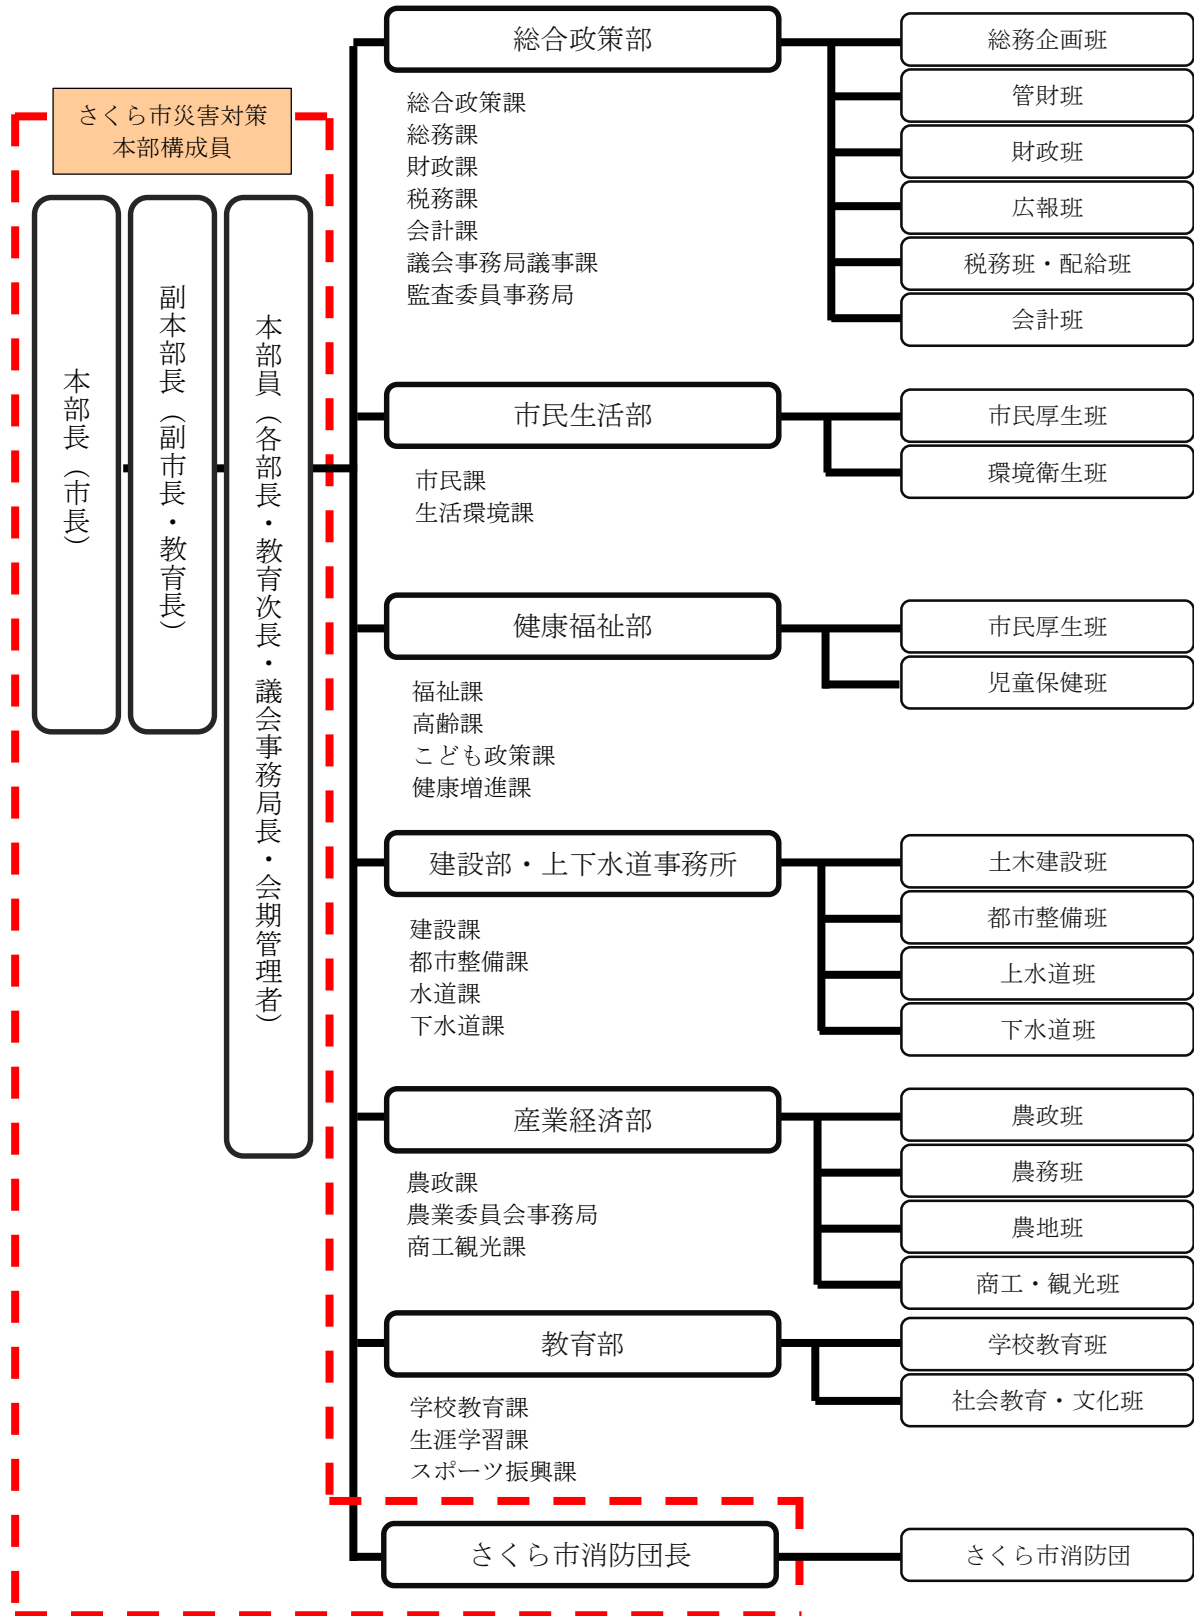 さくら市災害対策
本部構成員
本部長（市長）
副本部長（副市長・教育長）
本部員（各部長・教育次長・議会事務局長・会期管理者）
総合政策部
総合政策課
総務課
財政課
税務課
会計課
議会事務局議事課
監査委員事務局
総務企画班
管財班
財政班
広報班
税務班・配給班
会計班
市民生活部
市民課
生活環境課
市民厚生班
環境衛生班
健康福祉部
福祉課
高齢課
こども政策課
健康増進課
市民厚生班
児童保健班
建設部・上下水道事務所
建設課
都市整備課
水道課
下水道課
土木建設班
都市整備班
上水道班
下水道班
産業経済部
農政課
農業委員会事務局
商工観光課
農政班
農務班
農地班
商工・観光班
教育部
学校教育課
生涯学習課
スポーツ振興課
学校教育班
社会教育・文化班
さくら市消防団長
さくら市消防団